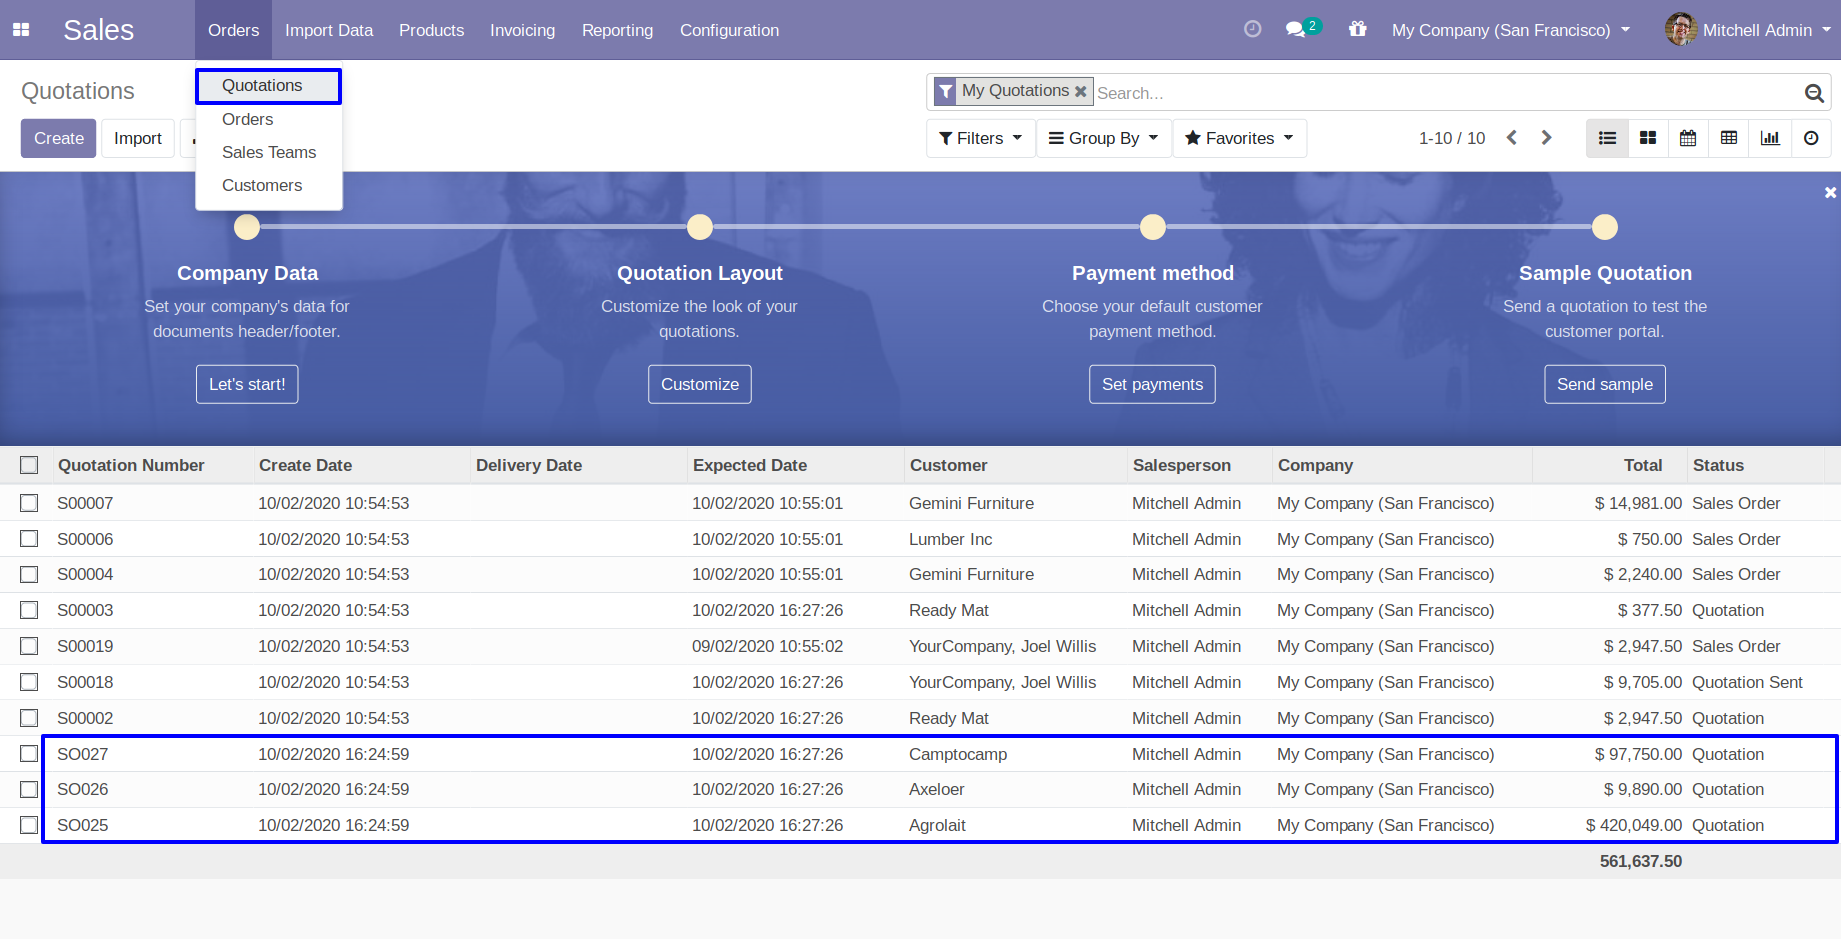 Sales Orders Import Data Products Invoicing Reporting Configuration 2 My Company (San Francisco) Mitchell Admin
Quotations
Quotations
Orders
Sales Teams
Customers
My Quotations Search...
Create Import
Filters Group By Favorites 1-10 / 10
Company Data
Set your company's data for
documents header/footer.
Let's start!
Quotation Layout
Customize the look of your
quotations.
Customize
Payment method
Choose your default customer
payment method.
Set payments
Sample Quotation
Send a quotation to test the
customer portal.
Send sample
Quotation Number Create Date Delivery Date Expected Date Customer Salesperson Company Total Status
S00007 10/02/2020 10:54:53 10/02/2020 10:55:01 Gemini Furniture Mitchell Admin My Company (San Francisco) $ 14,981.00 Sales Order
S00006 10/02/2020 10:54:53 10/02/2020 10:55:01 Lumber Inc Mitchell Admin My Company (San Francisco) $ 750.00 Sales Order
S00004 10/02/2020 10:54:53 10/02/2020 10:55:01 Gemini Furniture Mitchell Admin My Company (San Francisco) $ 2,240.00 Sales Order
S00003 10/02/2020 10:54:53 10/02/2020 16:27:26 Ready Mat Mitchell Admin My Company (San Francisco) $ 377.50 Quotation
S00019 10/02/2020 10:54:53 09/02/2020 10:55:02 YourCompany, Joel Willis Mitchell Admin My Company (San Francisco) $ 2,947.50 Sales Order
S00018 10/02/2020 10:54:53 10/02/2020 16:27:26 YourCompany, Joel Willis Mitchell Admin My Company (San Francisco) $ 9,705.00 Quotation Sent
S00002 10/02/2020 10:54:53 10/02/2020 16:27:26 Ready Mat Mitchell Admin My Company (San Francisco) $ 2,947.50 Quotation
SO027 10/02/2020 16:24:59 10/02/2020 16:27:26 Camptocamp Mitchell Admin My Company (San Francisco) $ 97,750.00 Quotation
SO026 10/02/2020 16:24:59 10/02/2020 16:27:26 Axeloer Mitchell Admin My Company (San Francisco) $ 9,890.00 Quotation
SO025 10/02/2020 16:24:59 10/02/2020 16:27:26 Agrolait Mitchell Admin My Company (San Francisco) $ 420,049.00 Quotation
561,637.50